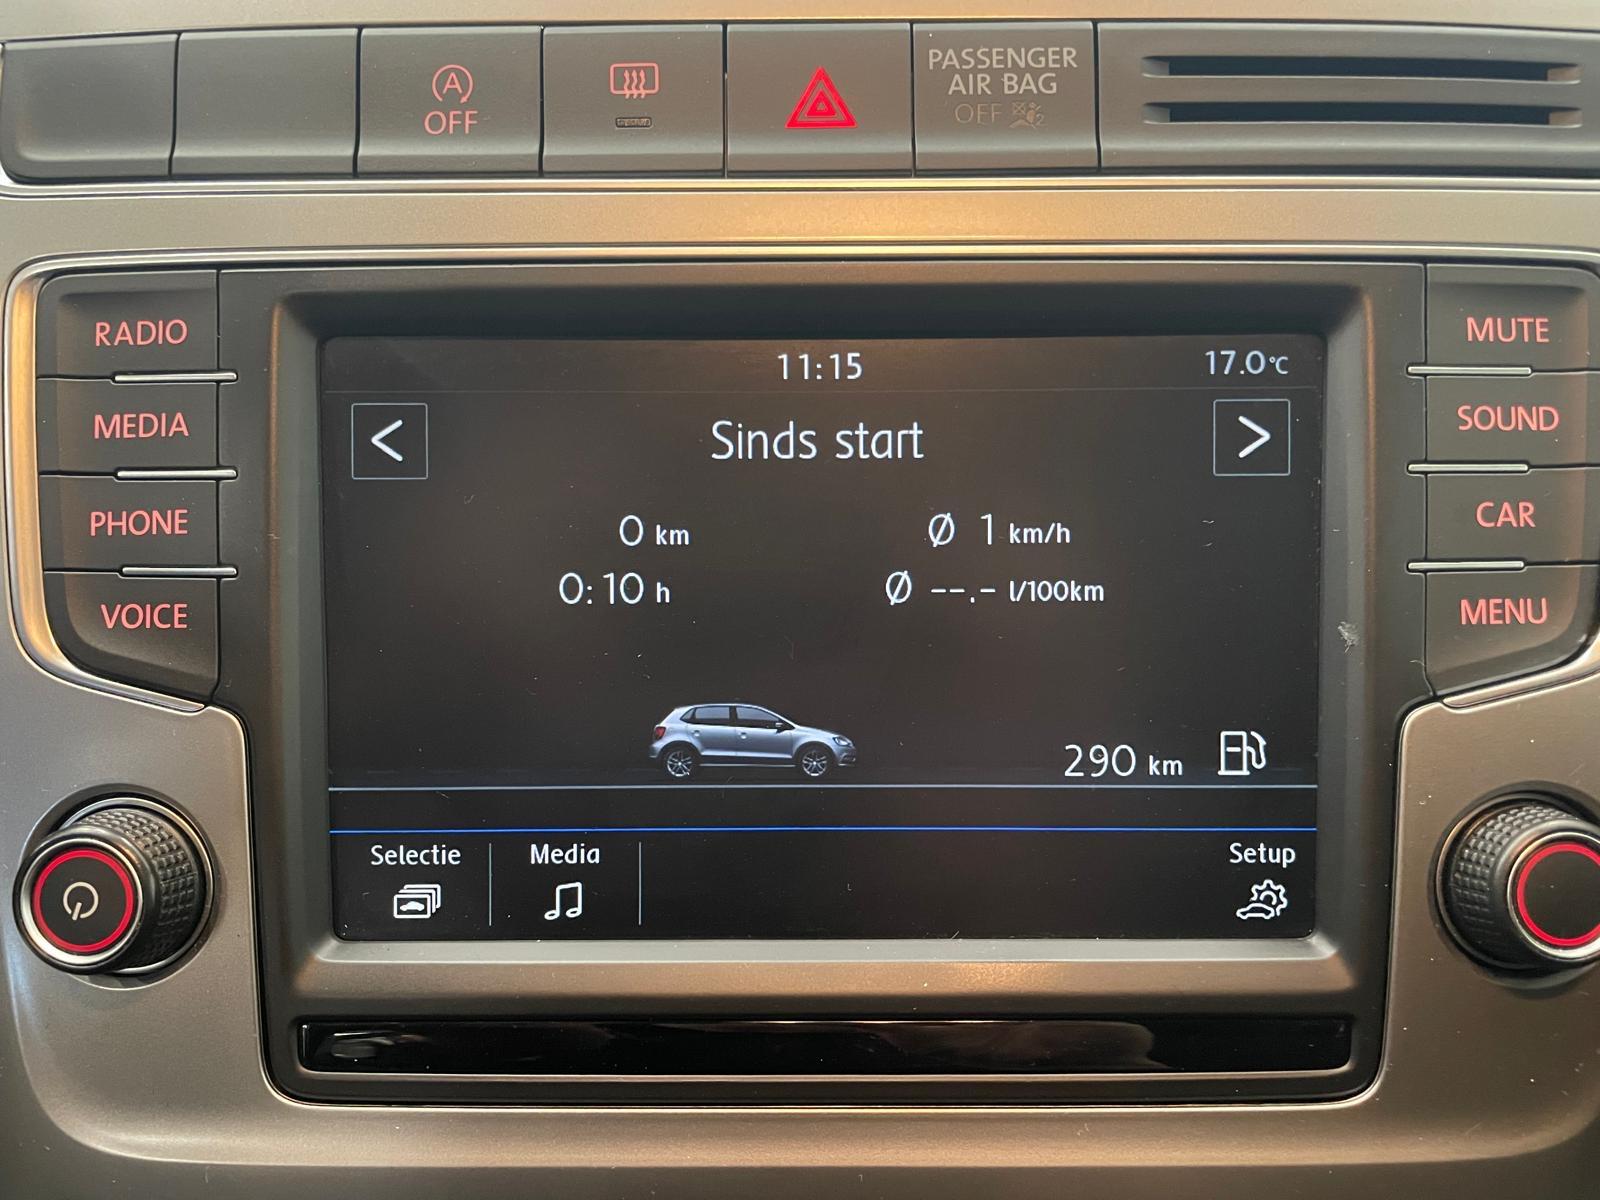 A
OFF
PASSENGER
AIR BAG
OFF 2
RADIO
MEDIA
PHONE
VOICE
11:15
17.0°C
<
Sinds start
>
0 km
Ø 1 km/h
0:10 h
Ø --.- l/100km
290 km
Selectie
Media
Setup
MUTE
SOUND
CAR
MENU